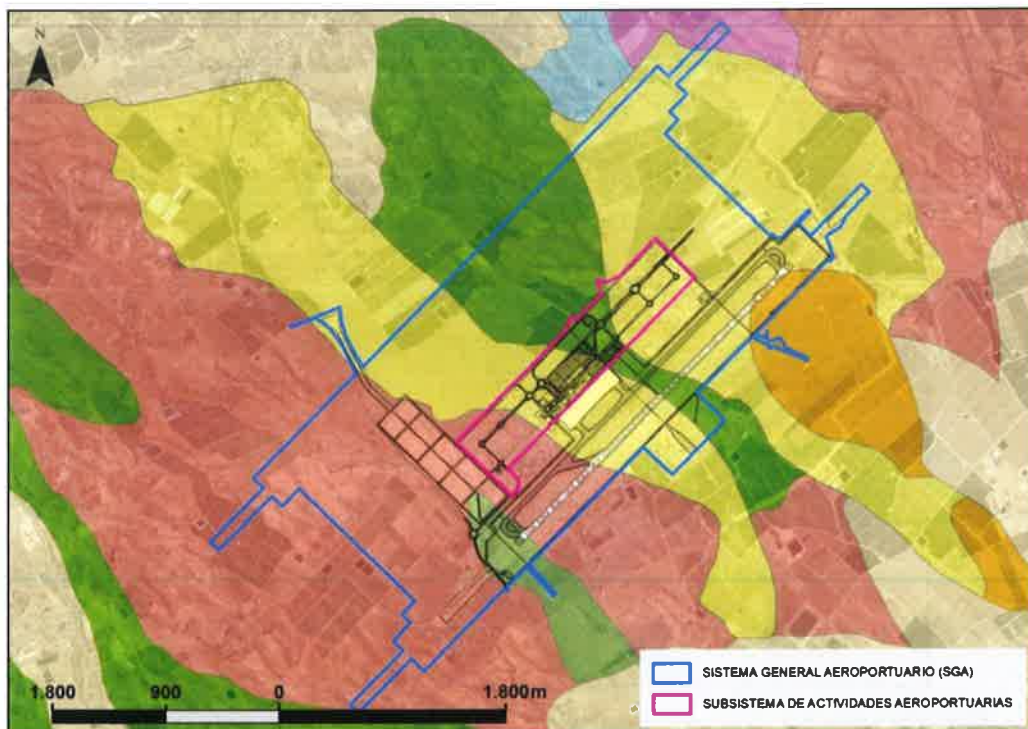 N
SISTEMA GENERAL AEROPORTUARIO (SGA)
SUBSISTEMA DE ACTIVIDADES AEROPORTUARIAS
1.800 900 0 1.800m